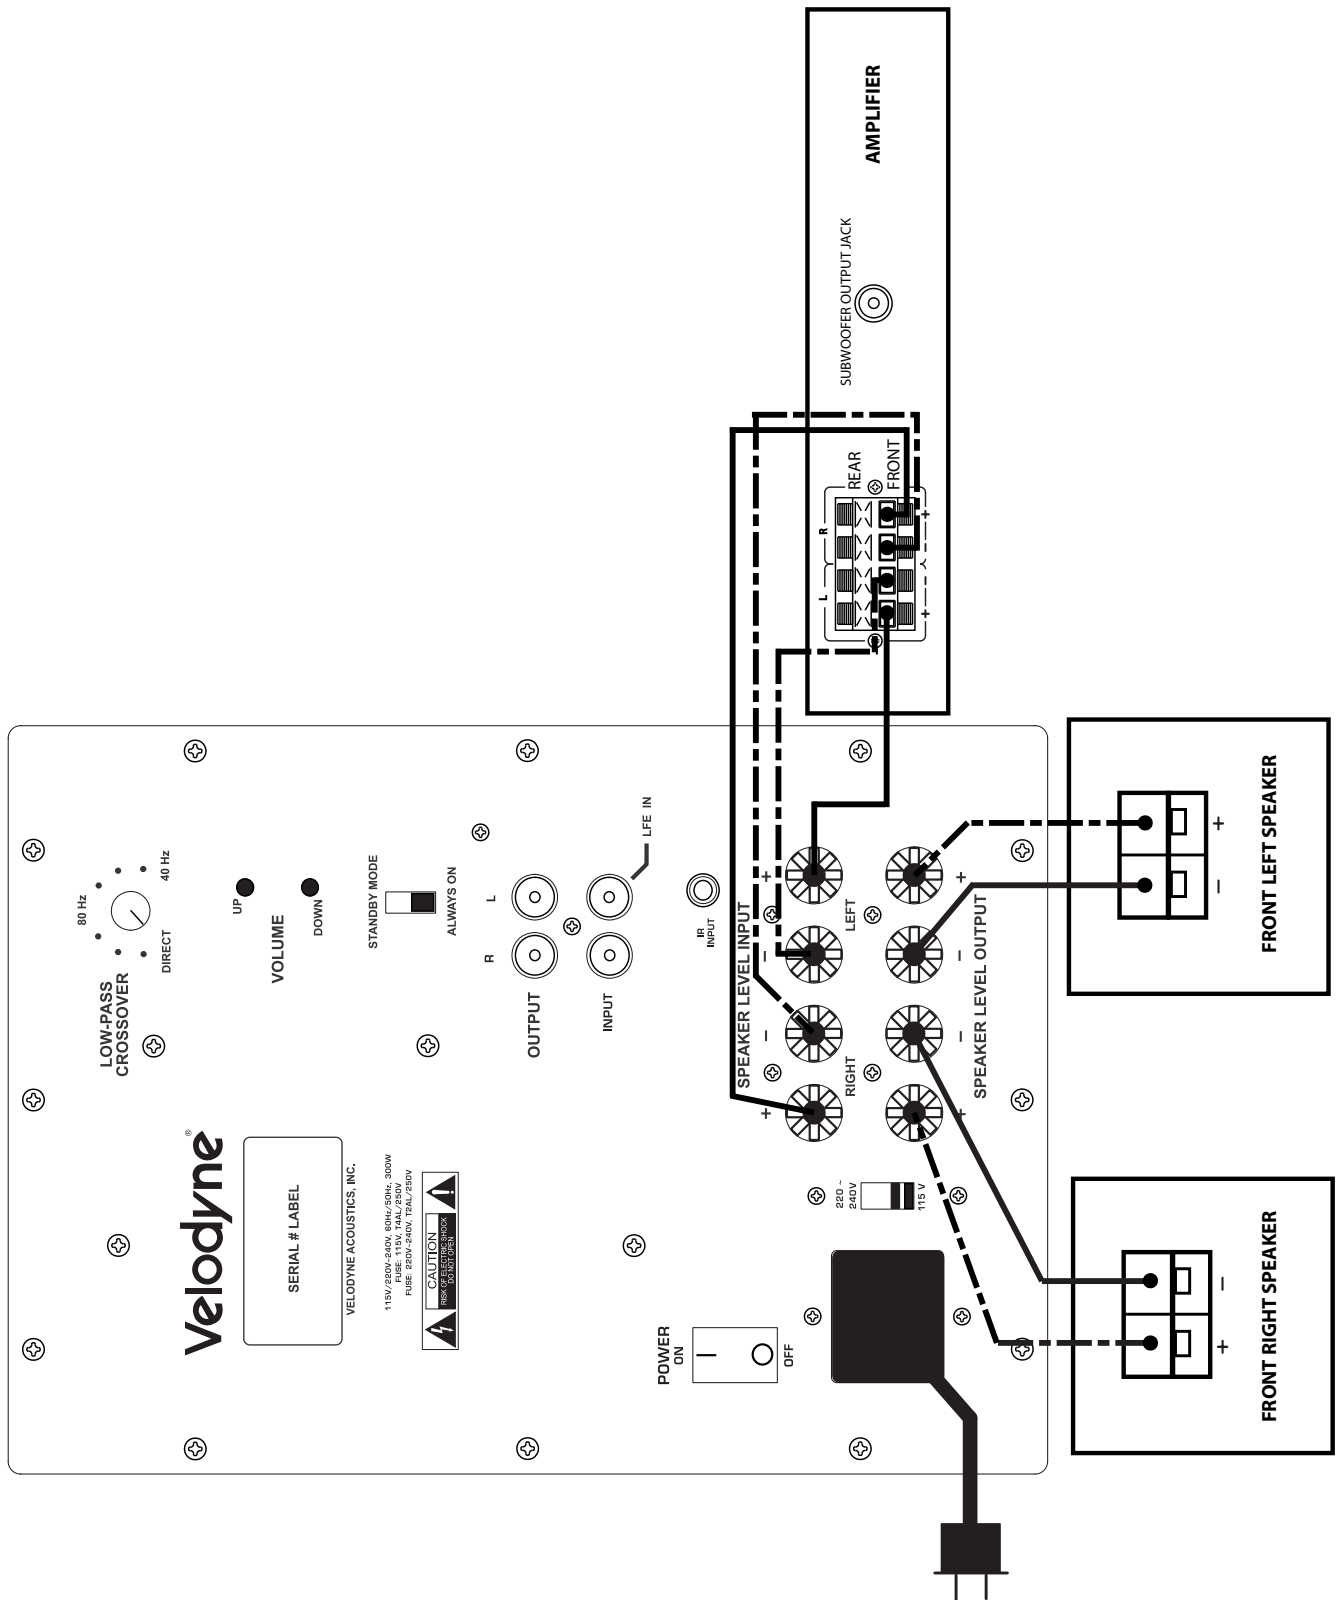 LOW-PASS
CROSSOVER
80 Hz
40 Hz
DIRECT
VOLUME
UP
DOWN
STANDBY MODE
ALWAYS ON
OUTPUT
R
L
INPUT
LFE IN
IR
INPUT
Velodyne®
SERIAL # LABEL
VELODYNE ACOUSTICS, INC.
115V/220V~240V, 60Hz/50Hz, 300W
FUSE: 115V, T4AL/250V
FUSE: 220V~240V, T2AL/250V
CAUTION
RISK OF ELECTRIC SHOCK
DO NOT OPEN
POWER
ON
OFF
220 ~
240V
115 V
SPEAKER LEVEL INPUT
+ − − +
RIGHT
LEFT
+ − − +
SPEAKER LEVEL OUTPUT
AMPLIFIER
SUBWOOFER OUTPUT JACK
REAR
FRONT
L
R
+ − − +
FRONT LEFT SPEAKER
− +
FRONT RIGHT SPEAKER
+ −